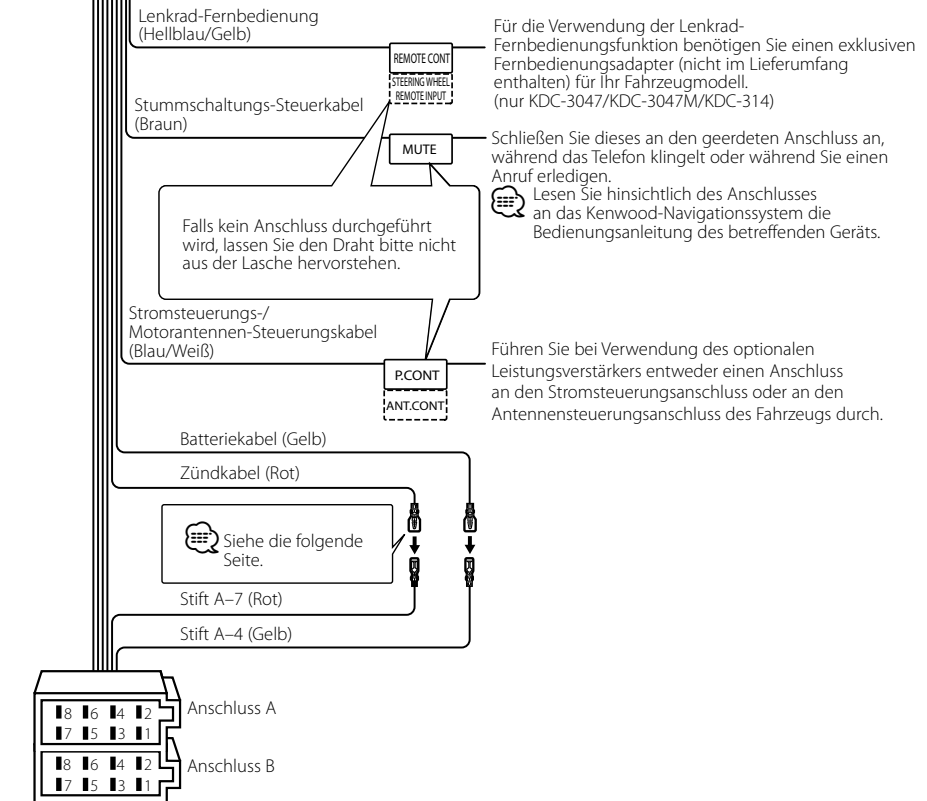 Lenkrad-Fernbedienung
(Hellblau/Gelb)
REMOTE CONT
STEERING WHEEL
REMOTE INPUT
Für die Verwendung der Lenkrad-
Fernbedienungsfunktion benötigen Sie einen exklusiven
Fernbedienungsadapter (nicht im Lieferumfang
enthalten) für Ihr Fahrzeugmodell.
(nur KDC-3047/KDC-3047M/KDC-314)
Stummschaltungs-Steuerkabel
(Braun)
MUTE
Schließen Sie dieses an den geerdeten Anschluss an,
während das Telefon klingelt oder während Sie einen
Anruf erledigen.
Lesen Sie hinsichtlich des Anschlusses
an das Kenwood-Navigationssystem die
Bedienungsanleitung des betreffenden Geräts.
Falls kein Anschluss durchgeführt
wird, lassen Sie den Draht bitte nicht
aus der Lasche hervorstehen.
Stromsteuerungs-/
Motorantennen-Steuerungskabel
(Blau/Weiß)
P.CONT
ANT.CONT
Führen Sie bei Verwendung des optionalen
Leistungsverstärkers entweder einen Anschluss
an den Stromsteuerungsanschluss oder an den
Antennensteuerungsanschluss des Fahrzeugs durch.
Batteriekabel (Gelb)
Zündkabel (Rot)
Siehe die folgende
Seite.
Stift A–7 (Rot)
Stift A–4 (Gelb)
8 6 4 2
7 5 3 1
Anschluss A
8 6 4 2
7 5 3 1
Anschluss B